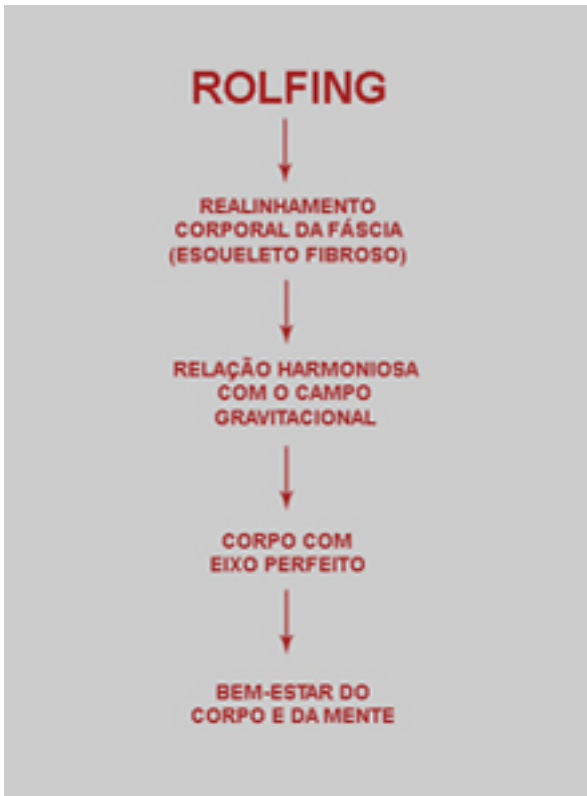 ROLFING
REALINHAMENTO
CORPORAL DA FÁSCIA
(ESQUELETO FIBROSO)
RELAÇÃO HARMONIOSA
COM O CAMPO
GRAVITACIONAL
CORPO COM
EIXO PERFEITO
BEM-ESTAR DO
CORPO E DA MENTE